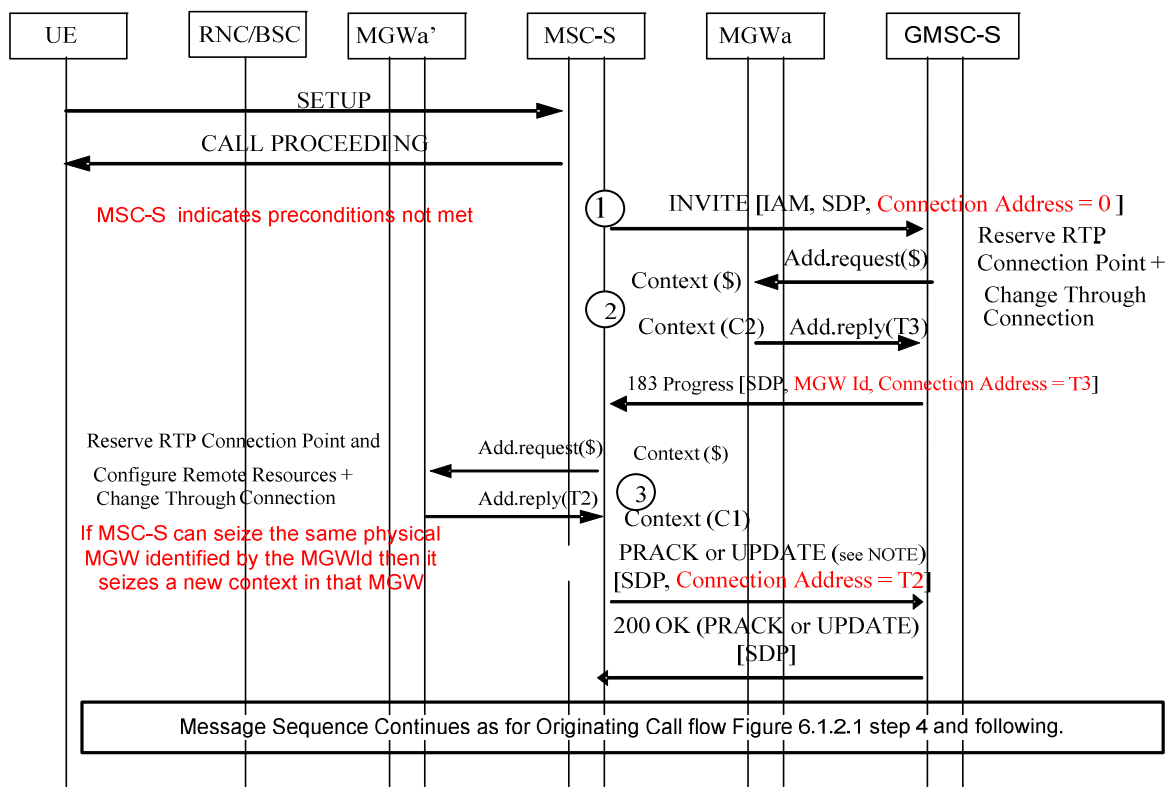 UE
RNC/BSC
MGWa’
MSC-S
MGWa
GMSC-S
SETUP
CALL PROCEEDING
MSC-S indicates preconditions not met
1
INVITE [IAM, SDP, Connection Address = 0 ]
Reserve RTP
Connection Point +
Change Through
Connection
Add.request($)
Context ($)
2
Context (C2)
Add.reply(T3)
183 Progress [SDP, MGW Id, Connection Address = T3]
Reserve RTP Connection Point and
Configure Remote Resources +
Change Through Connection
Add.request($)
Context ($)
3
Add.reply(T2)
Context (C1)
If MSC-S can seize the same physical
MGW identified by the MGWId then it
seizes a new context in that MGW
PRACK or UPDATE (see NOTE)
[SDP, Connection Address = T2]
200 OK (PRACK or UPDATE)
[SDP]
Message Sequence Continues as for Originating Call flow Figure 6.1.2.1 step 4 and following.